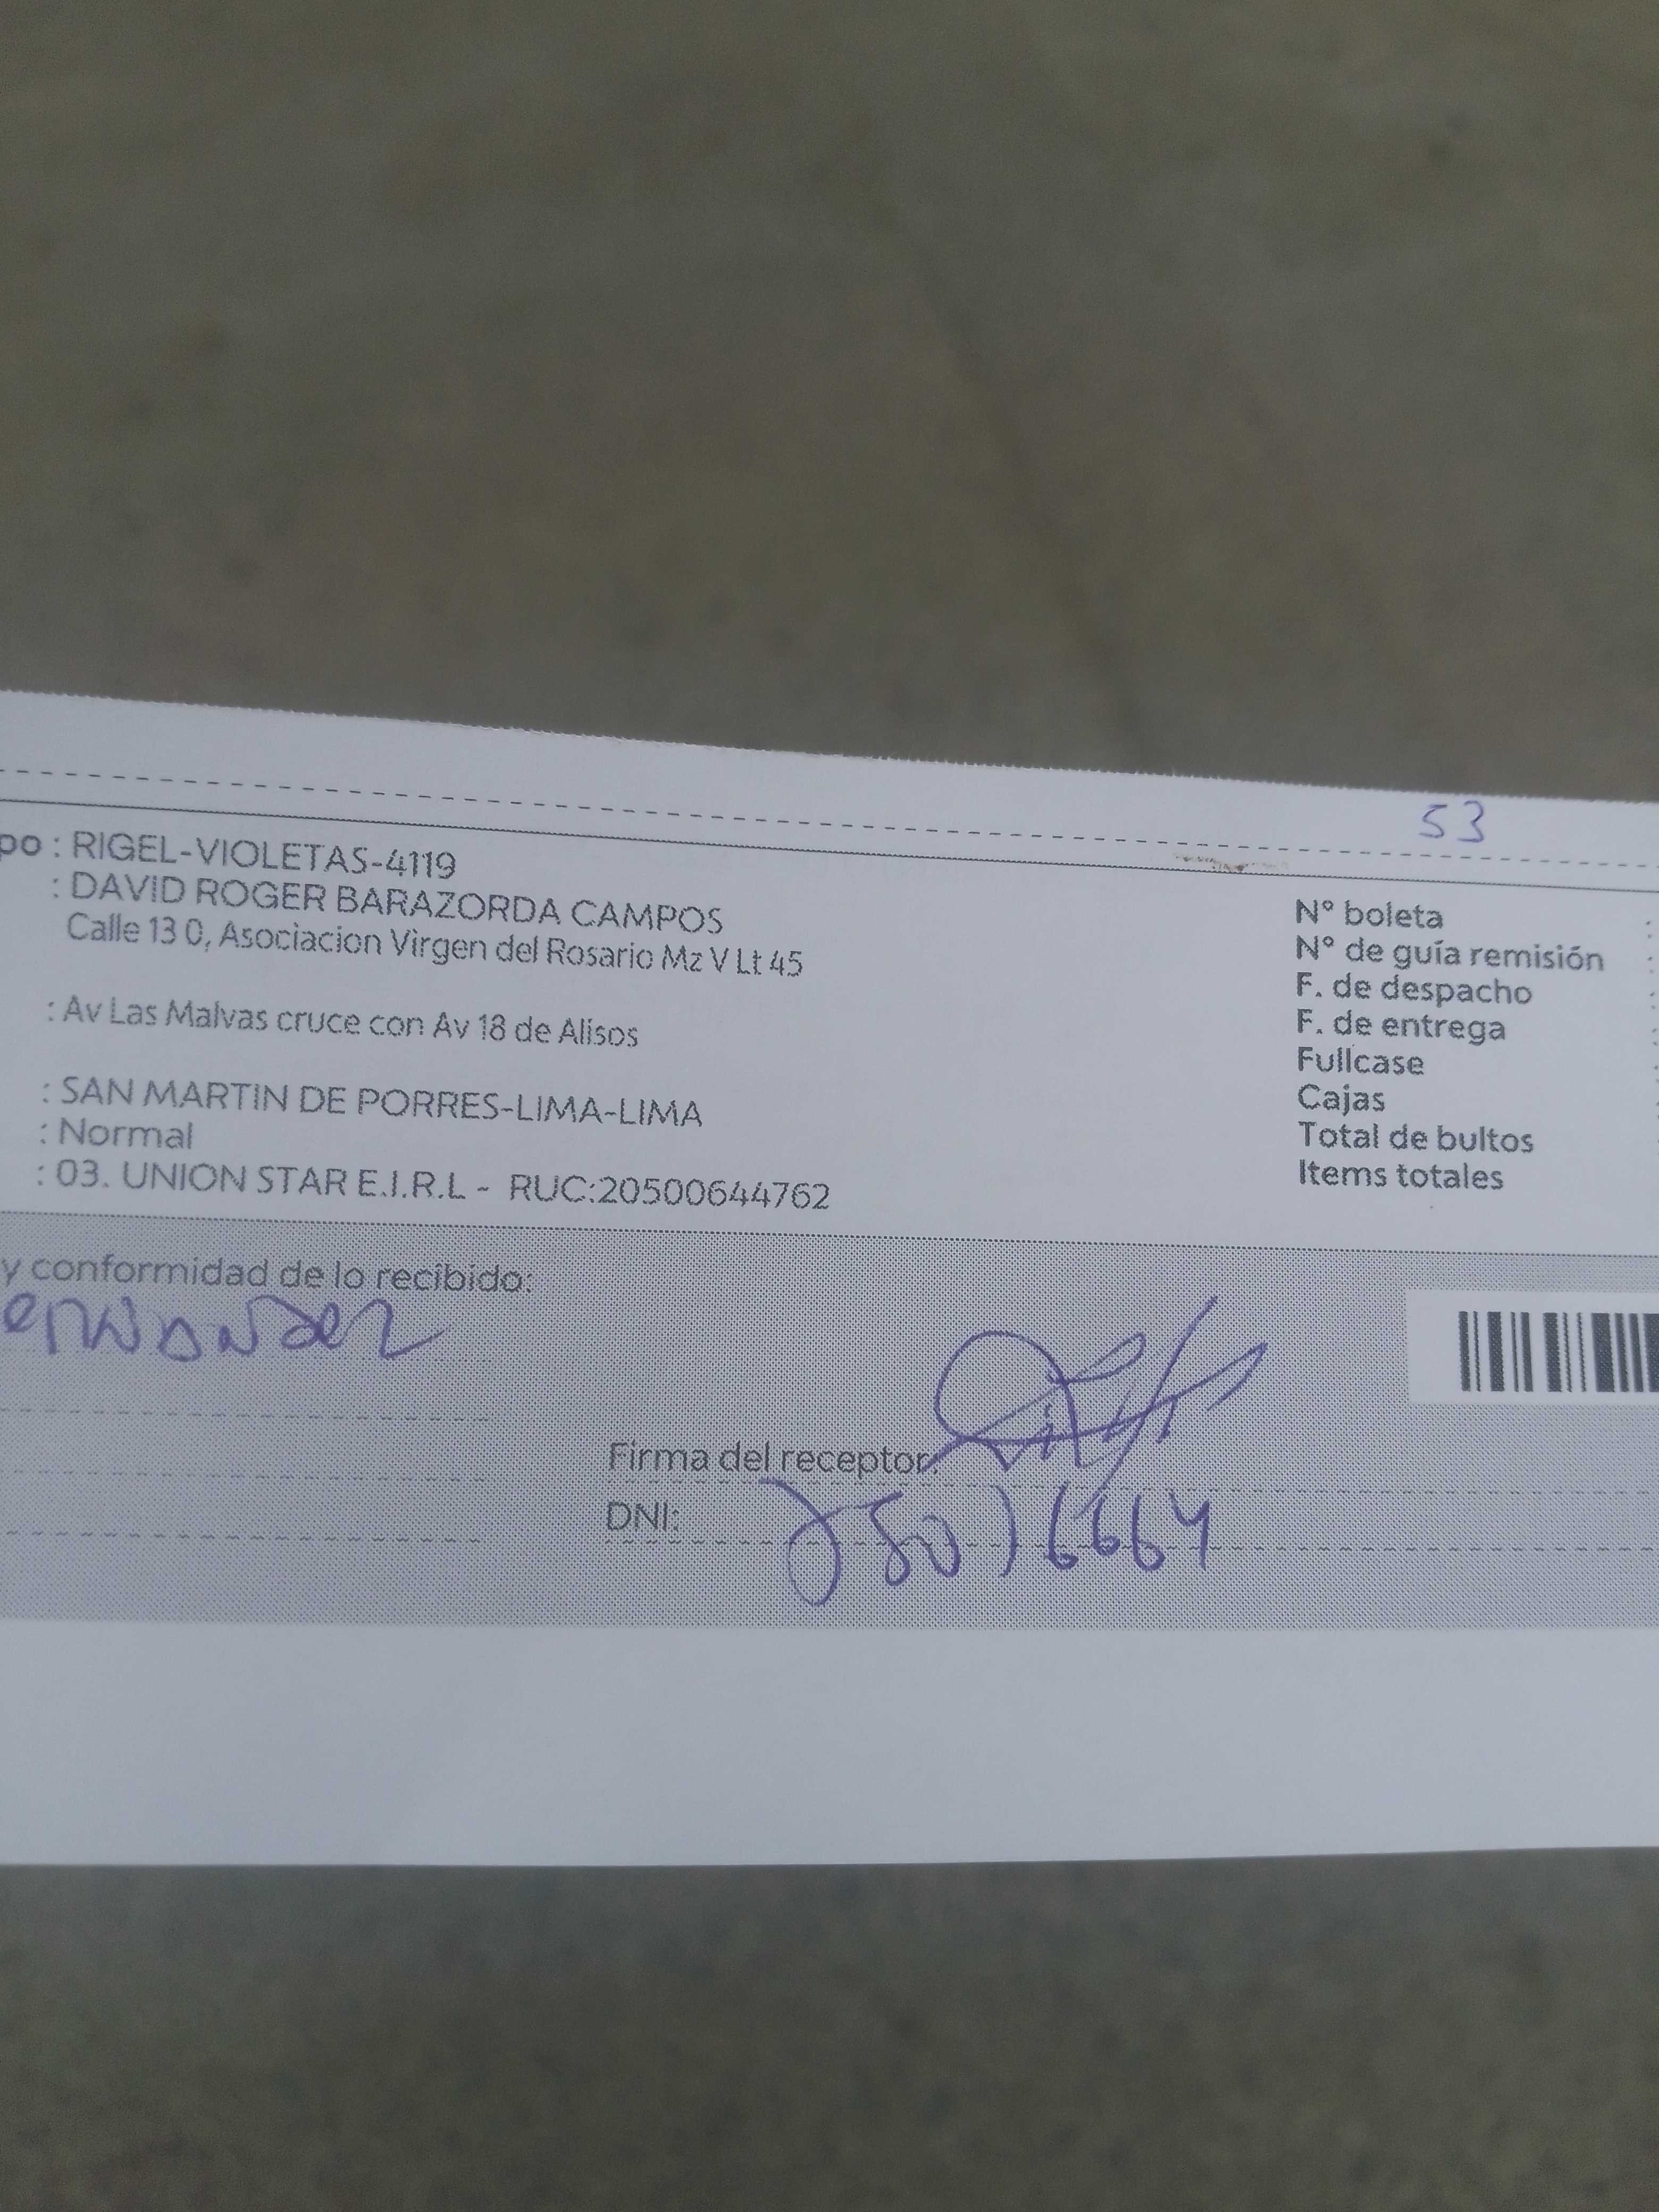 53
po : RIGEL-VIOLETAS-4119
: DAVID ROGER BARAZORDA CAMPOS
Calle 13 0, Asociacion Virgen del Rosario Mz V Lt 45
: Av Las Malvas cruce con Av 18 de Alisos
: SAN MARTIN DE PORRES-LIMA-LIMA
: Normal
: 03. UNION STAR E.I.R.L - RUC:20500644762
N° boleta :
N° de guía remisión :
F. de despacho :
F. de entrega :
Fullcase
Cajas
Total de bultos
Items totales
y conformidad de lo recibido:
Firma del receptor:
DNI: